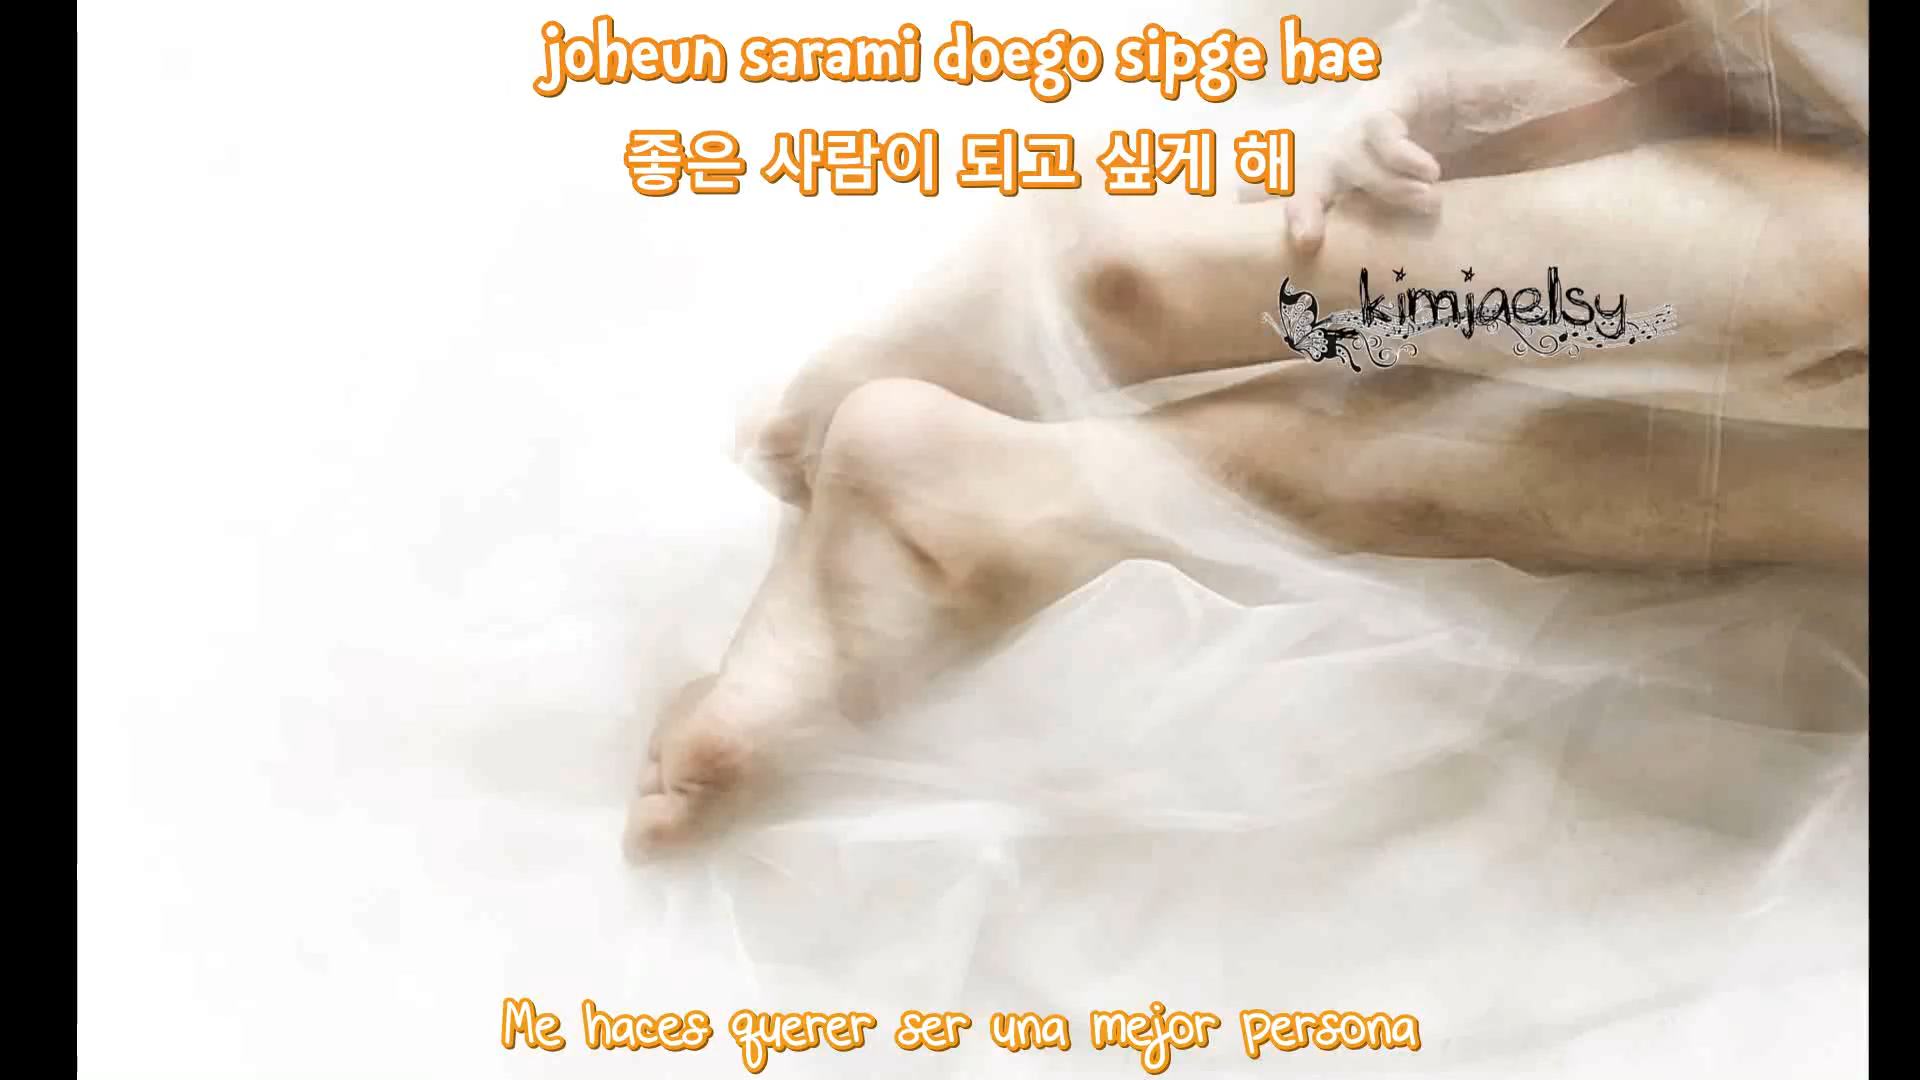 joheun sarami doego sipge hae
좋은 사람이 되고 싶게 해
kimjaelsy
Me haces querer ser una mejor persona